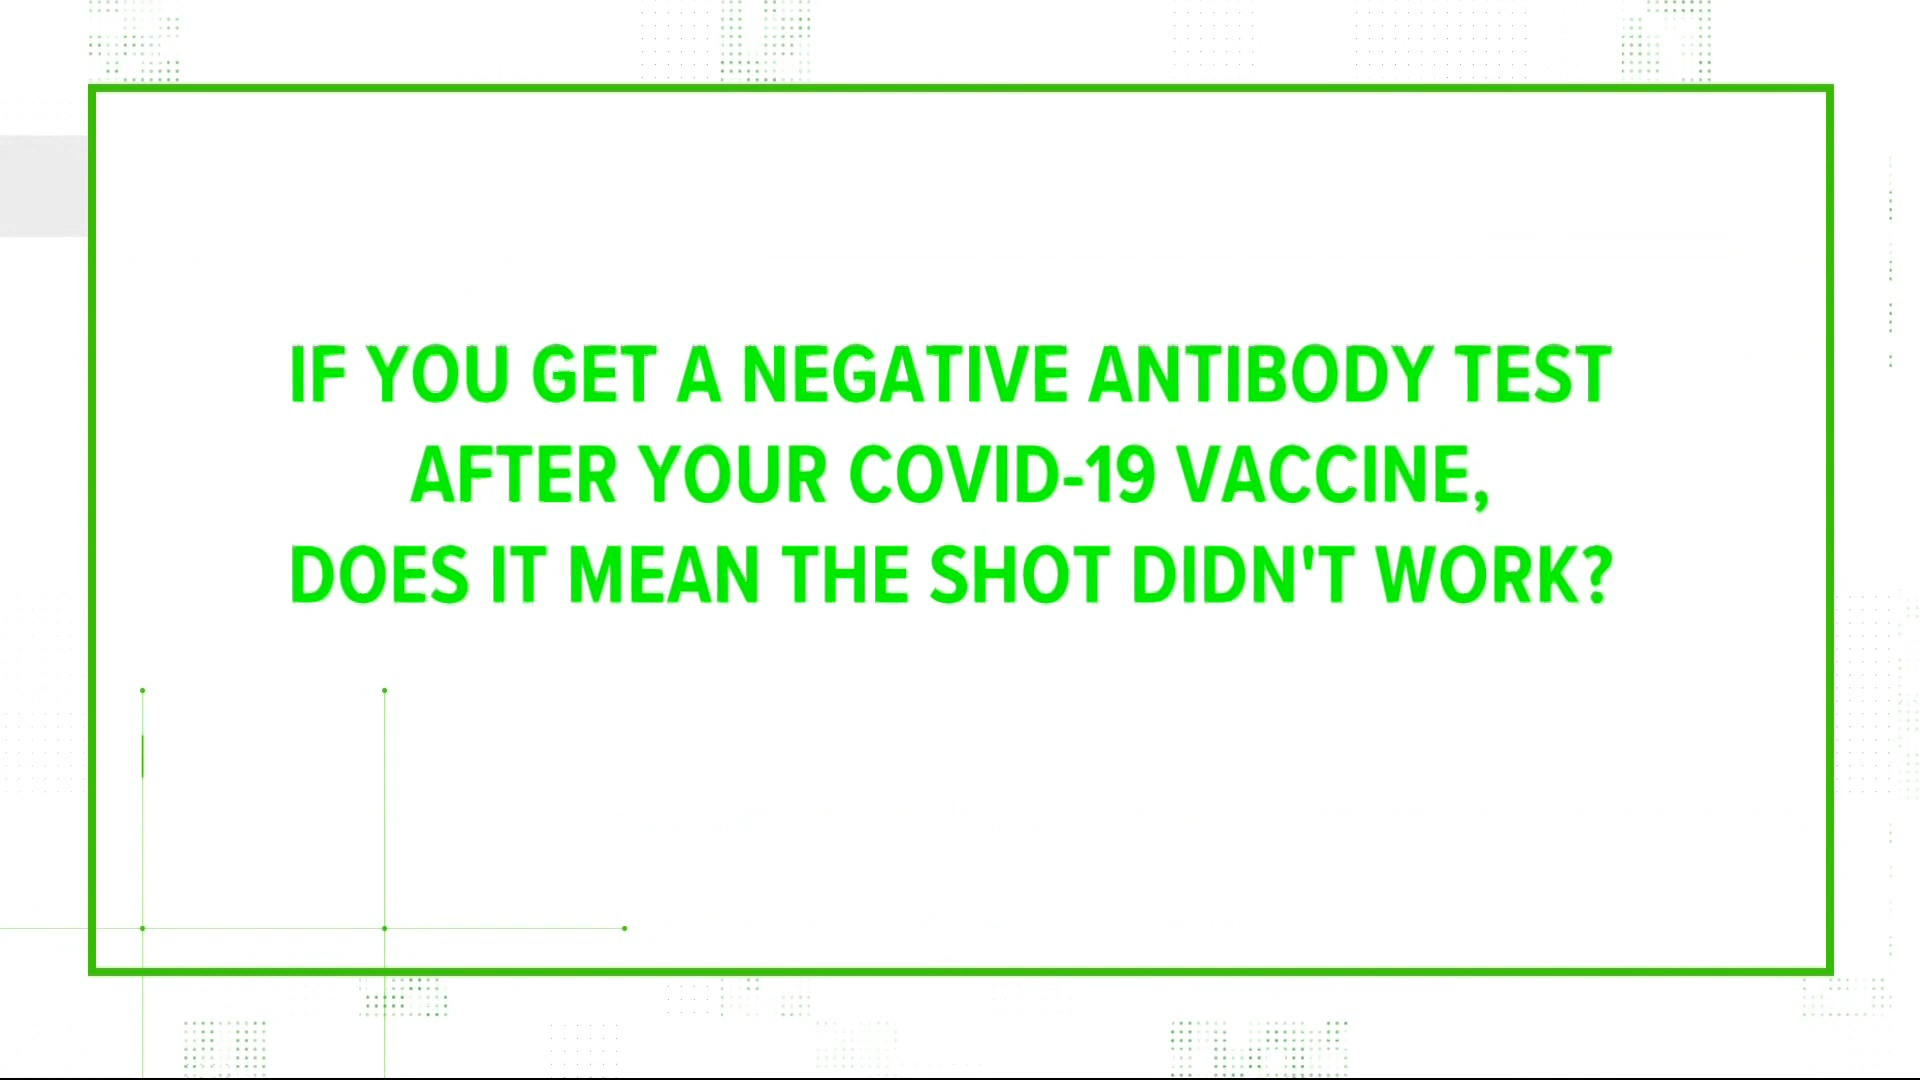 IF YOU GET A NEGATIVE ANTIBODY TEST
AFTER YOUR COVID-19 VACCINE,
DOES IT MEAN THE SHOT DIDN'T WORK?